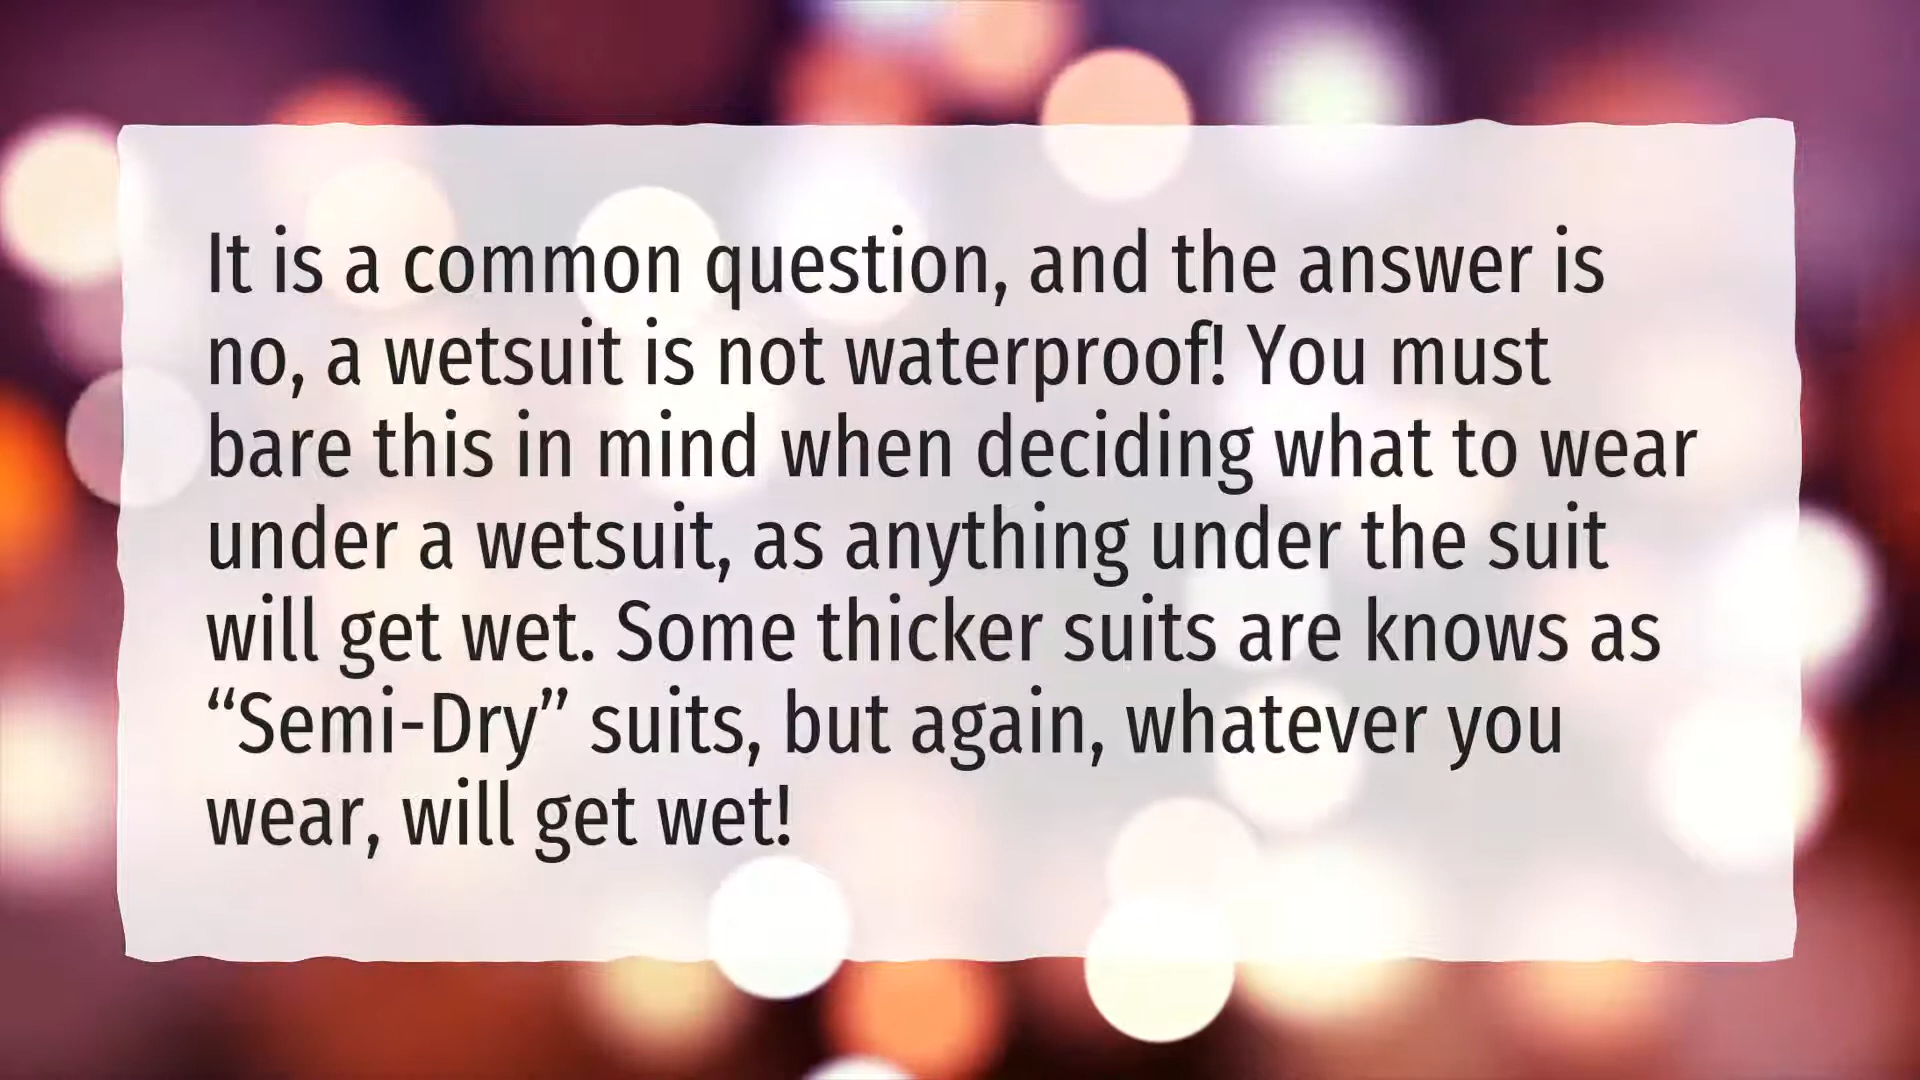 It is a common question, and the answer is
no, a wetsuit is not waterproof! You must
bare this in mind when deciding what to wear
under a wetsuit, as anything under the suit
will get wet. Some thicker suits are knows as
“Semi-Dry” suits, but again, whatever you
wear, will get wet!